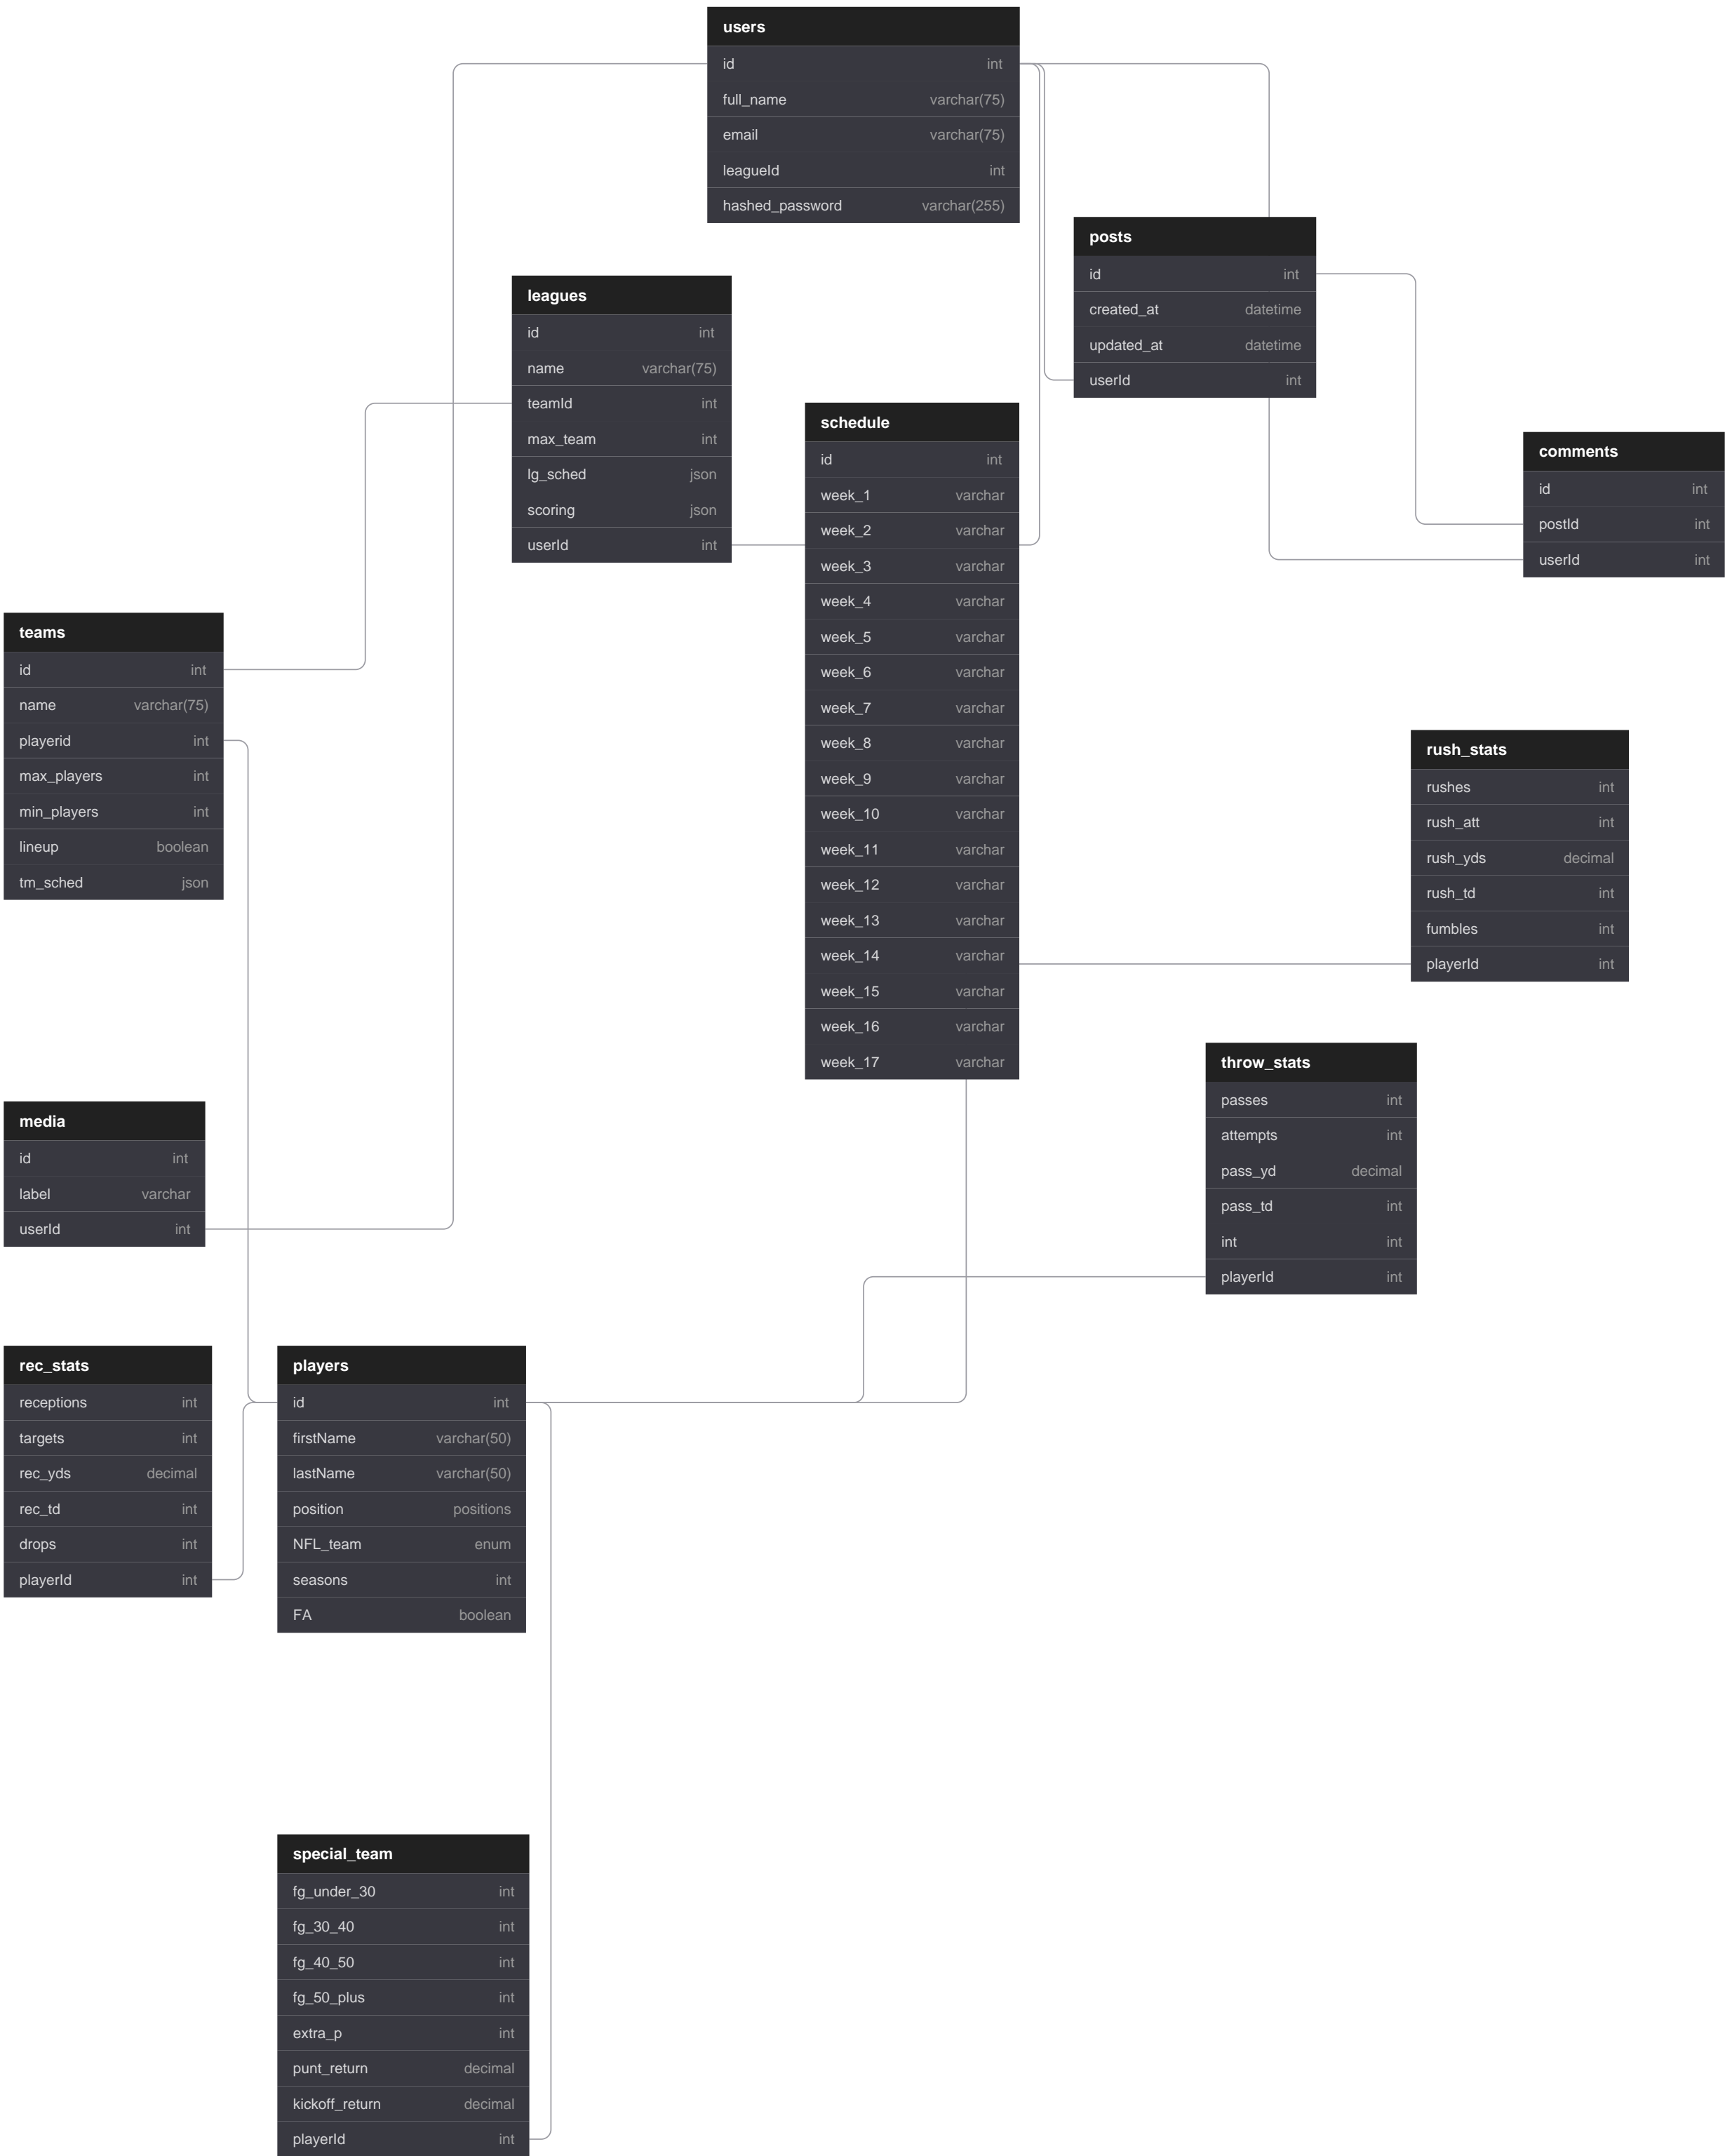 users
id int
full_name varchar(75)
email varchar(75)
leagueId int
hashed_password varchar(255)
posts
id int
created_at datetime
updated_at datetime
userId int
leagues
id int
name varchar(75)
teamId int
max_team int
lg_sched json
scoring json
userId int
schedule
id int
week_1 varchar
week_2 varchar
week_3 varchar
week_4 varchar
week_5 varchar
week_6 varchar
week_7 varchar
week_8 varchar
week_9 varchar
week_10 varchar
week_11 varchar
week_12 varchar
week_13 varchar
week_14 varchar
week_15 varchar
week_16 varchar
week_17 varchar
comments
id int
postId int
userId int
teams
id int
name varchar(75)
playerid int
max_players int
min_players int
lineup boolean
tm_sched json
rush_stats
rushes int
rush_att int
rush_yds decimal
rush_td int
fumbles int
playerId int
throw_stats
passes int
attempts int
pass_yd decimal
pass_td int
int int
playerId int
media
id int
label varchar
userId int
rec_stats
receptions int
targets int
rec_yds decimal
rec_td int
drops int
playerId int
players
id int
firstName varchar(50)
lastName varchar(50)
position positions
NFL_team enum
seasons int
FA boolean
special_team
fg_under_30 int
fg_30_40 int
fg_40_50 int
fg_50_plus int
extra_p int
punt_return decimal
kickoff_return decimal
playerId int